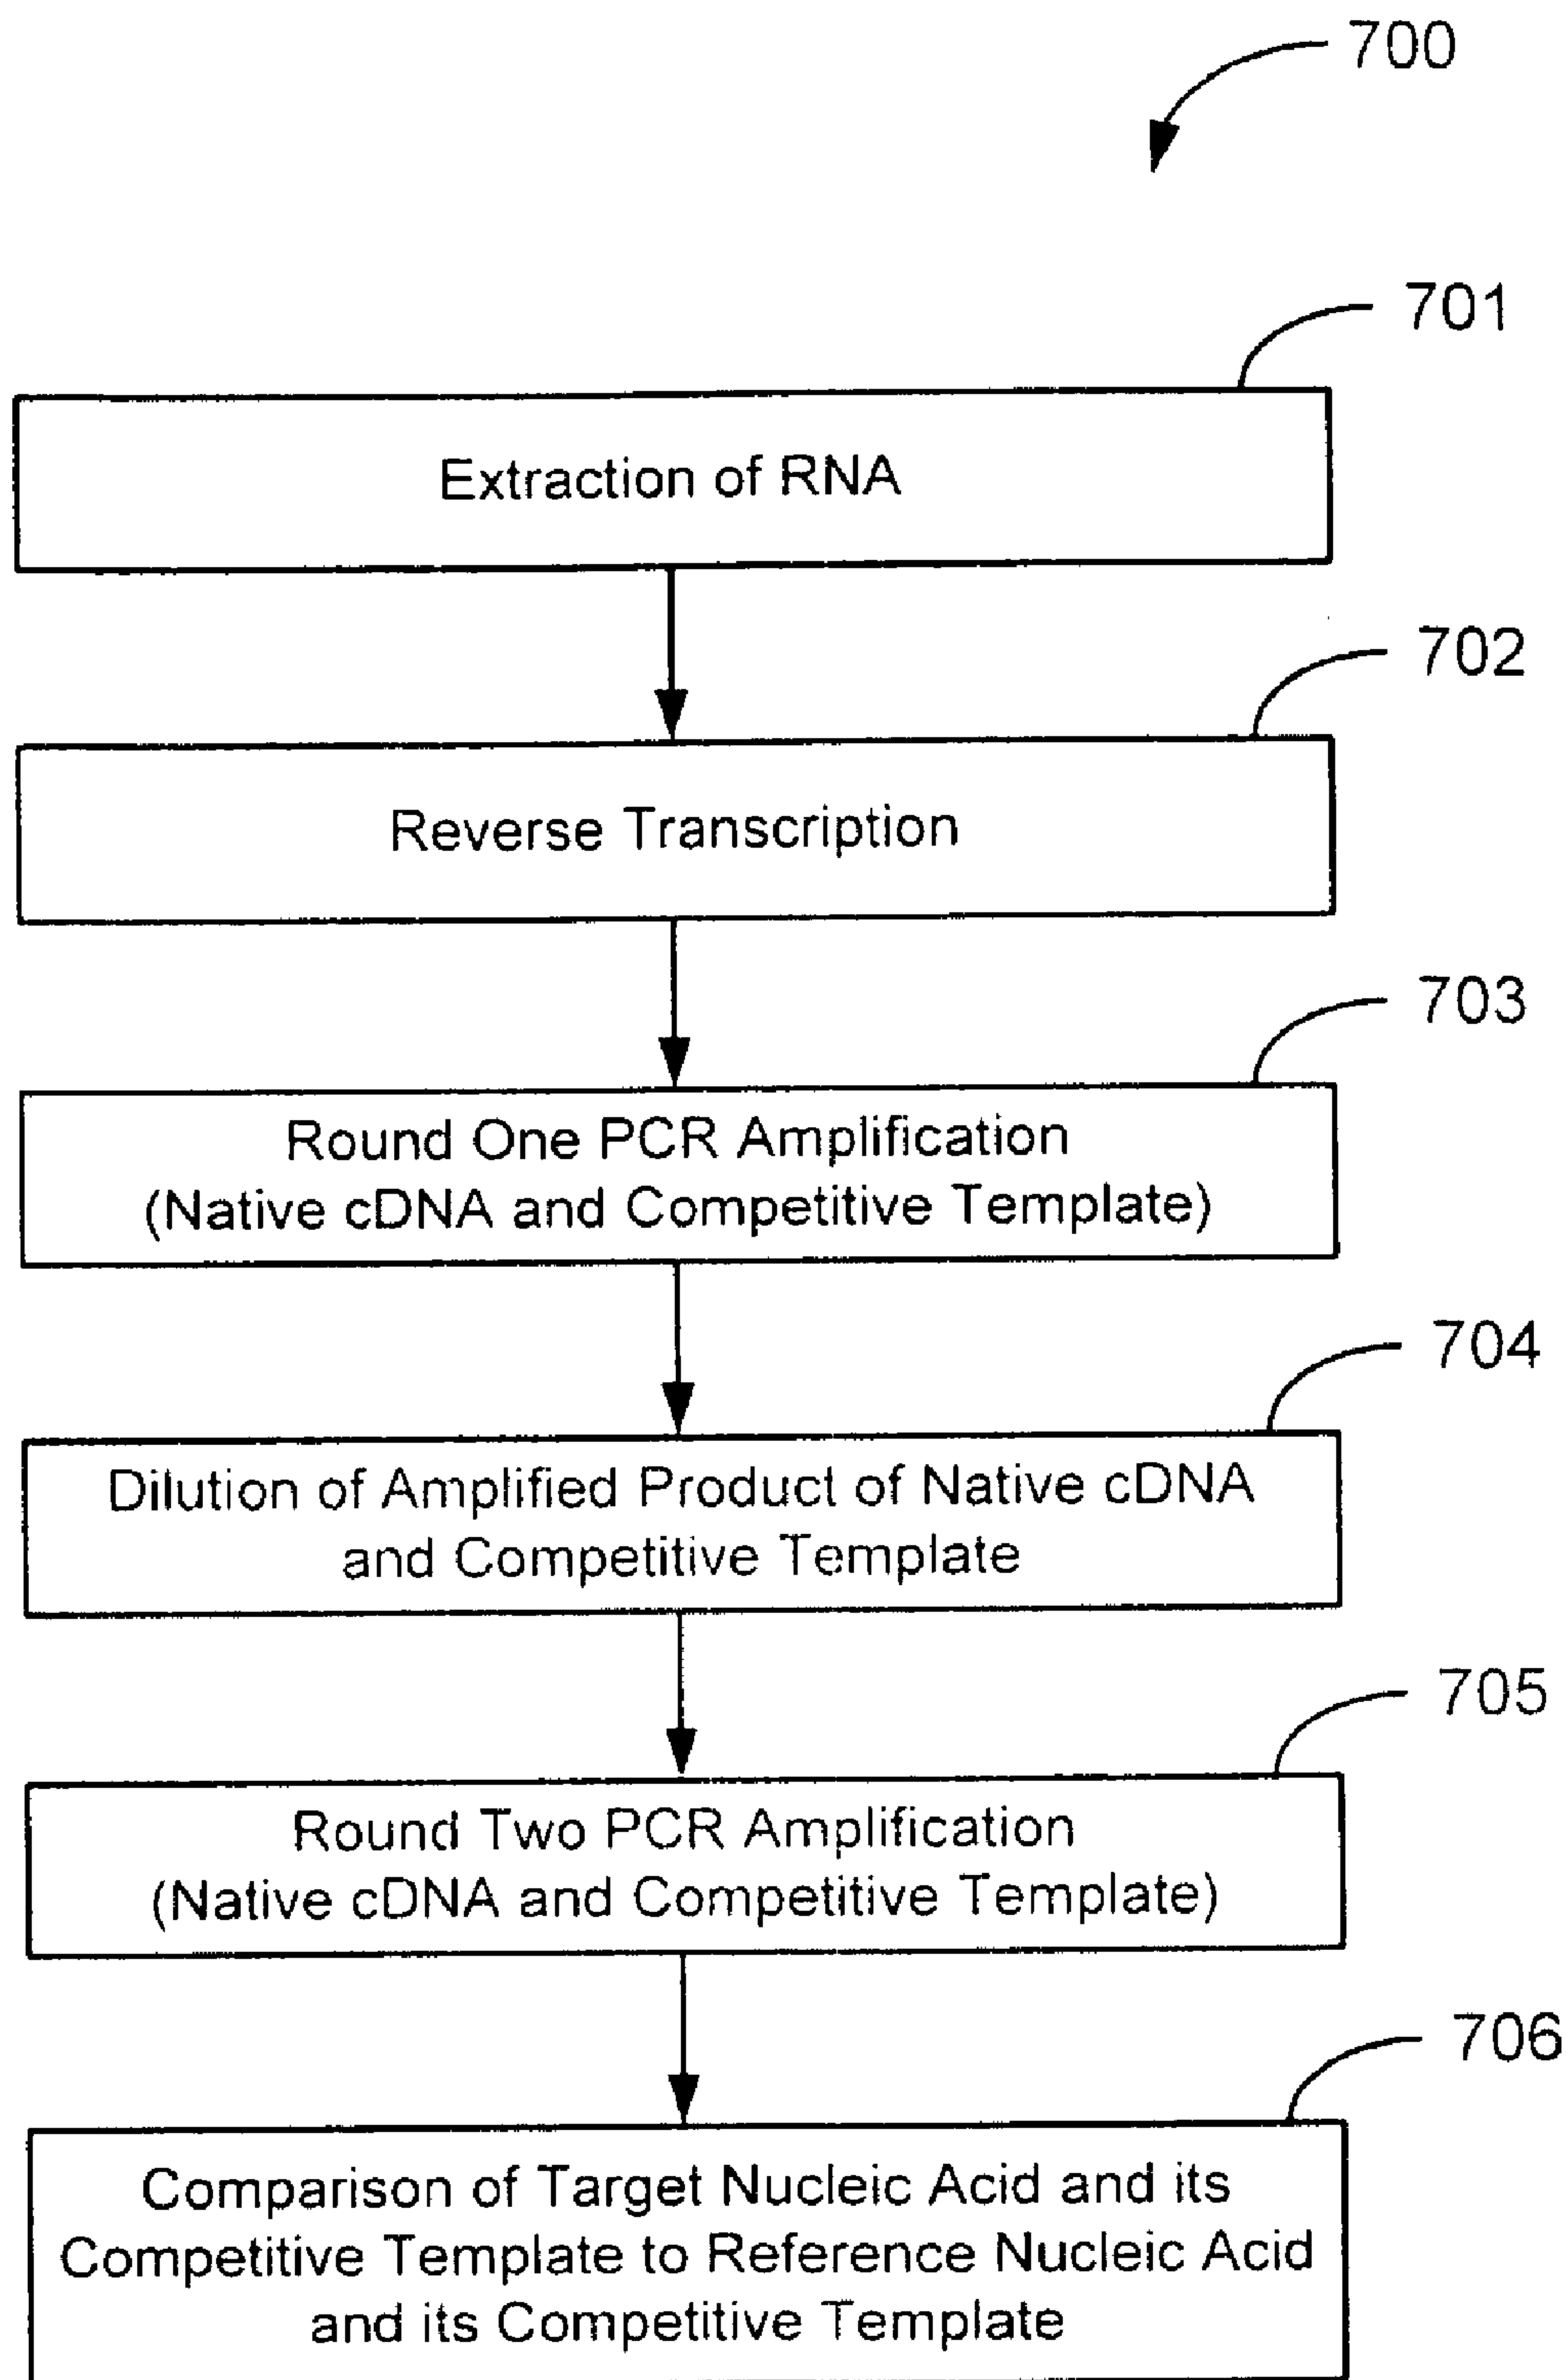 700
701
Extraction of RNA
702
Reverse Transcription
703
Round One PCR Amplification
(Native cDNA and Competitive Template)
704
Dilution of Amplified Product of Native cDNA
and Competitive Template
705
Round Two PCR Amplification
(Native cDNA and Competitive Template)
706
Comparison of Target Nucleic Acid and its
Competitive Template to Reference Nucleic Acid
and its Competitive Template